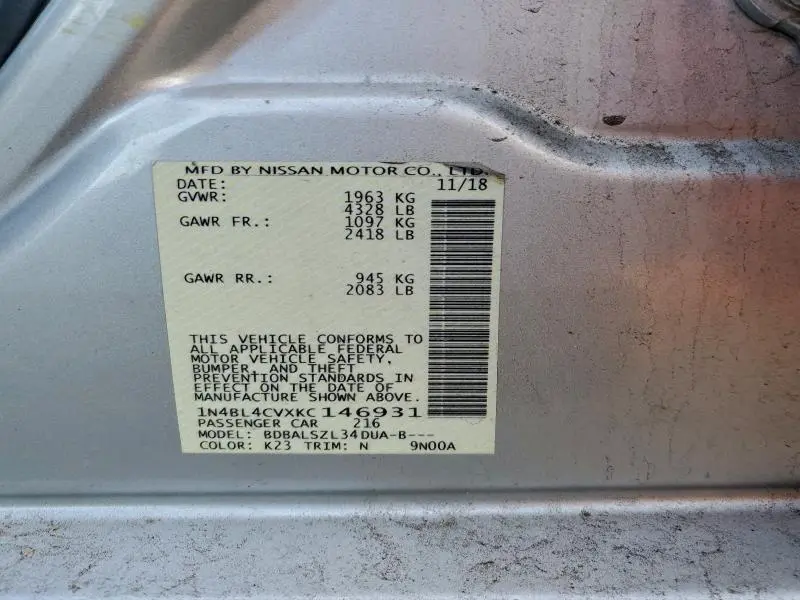 MFD BY NISSAN MOTOR CO., LTD.
DATE: 11/18
GVWR: 1963 KG
4328 LB
GAWR FR.: 1097 KG
2418 LB
GAWR RR.: 945 KG
2083 LB
THIS VEHICLE CONFORMS TO
ALL APPLICABLE FEDERAL
MOTOR VEHICLE SAFETY,
BUMPER, AND THEFT
PREVENTION STANDARDS IN
EFFECT ON THE DATE OF
MANUFACTURE SHOWN ABOVE.
1N4BL4CVXKC146931
PASSENGER CAR 216
MODEL: BDBALSZL34DUA-B---
COLOR: K23 TRIM: N 9N00A